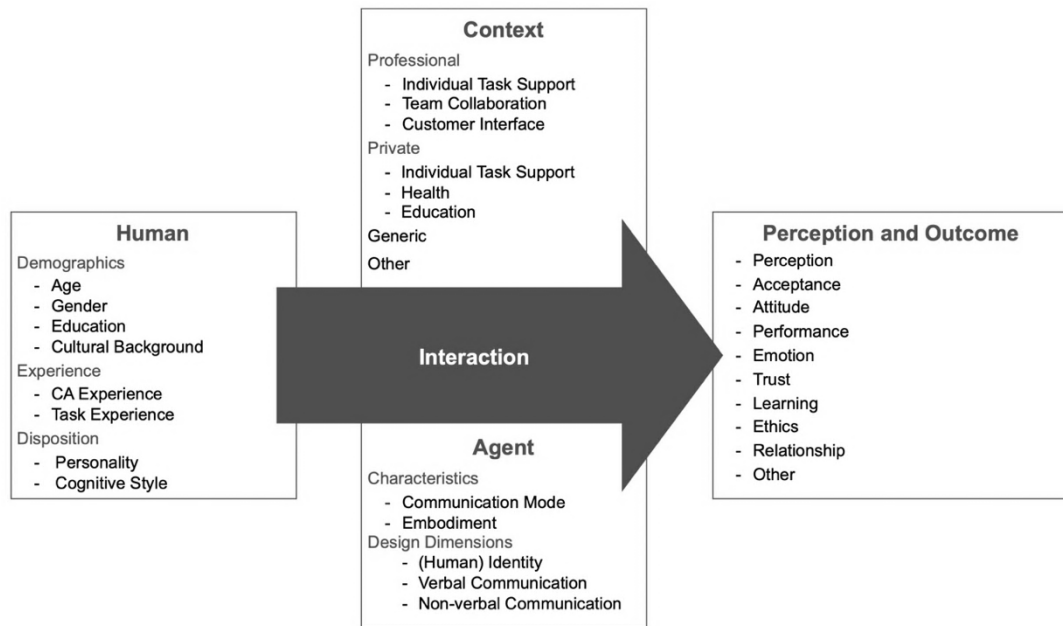 Context
Professional
- Individual Task Support
- Team Collaboration
- Customer Interface
Private
- Individual Task Support
- Health
- Education
Generic
Other
Human
Demographics
- Age
- Gender
- Education
- Cultural Background
Experience
- CA Experience
- Task Experience
Disposition
- Personality
- Cognitive Style
Interaction
Agent
Characteristics
- Communication Mode
- Embodiment
Design Dimensions
- (Human) Identity
- Verbal Communication
- Non-verbal Communication
Perception and Outcome
- Perception
- Acceptance
- Attitude
- Performance
- Emotion
- Trust
- Learning
- Ethics
- Relationship
- Other